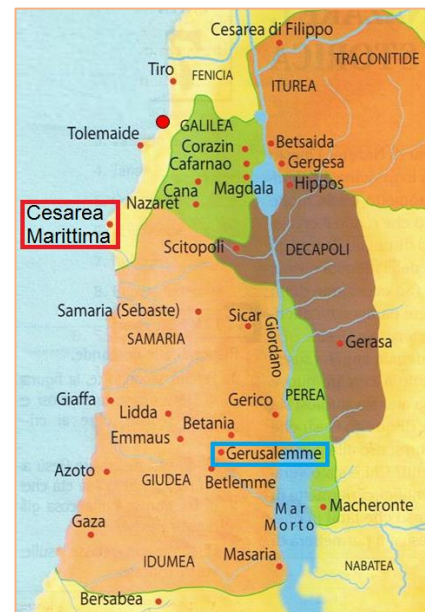 Cesarea di Filippo
TRACONITIDE
Tiro
FENICIA
ITUREA
GALILEA
Tolemaide
Corazin
Betsaida
Cafarnao
Gergesa
Cana
Magdala
Hippos
Nazaret
Cesarea
Marittima
Scitopoli
DECAPOLI
Samaria (Sebaste)
Sicar
SAMARIA
Giordano
Gerasa
Giaffa
Gerico
PEREA
Lidda
Betania
Emmaus
Gerusalemme
Azoto
GIUDEA
Betlemme
Mar
Morto
Macheronte
Gaza
IDUMEA
Masaria
NABATEA
Bersabea